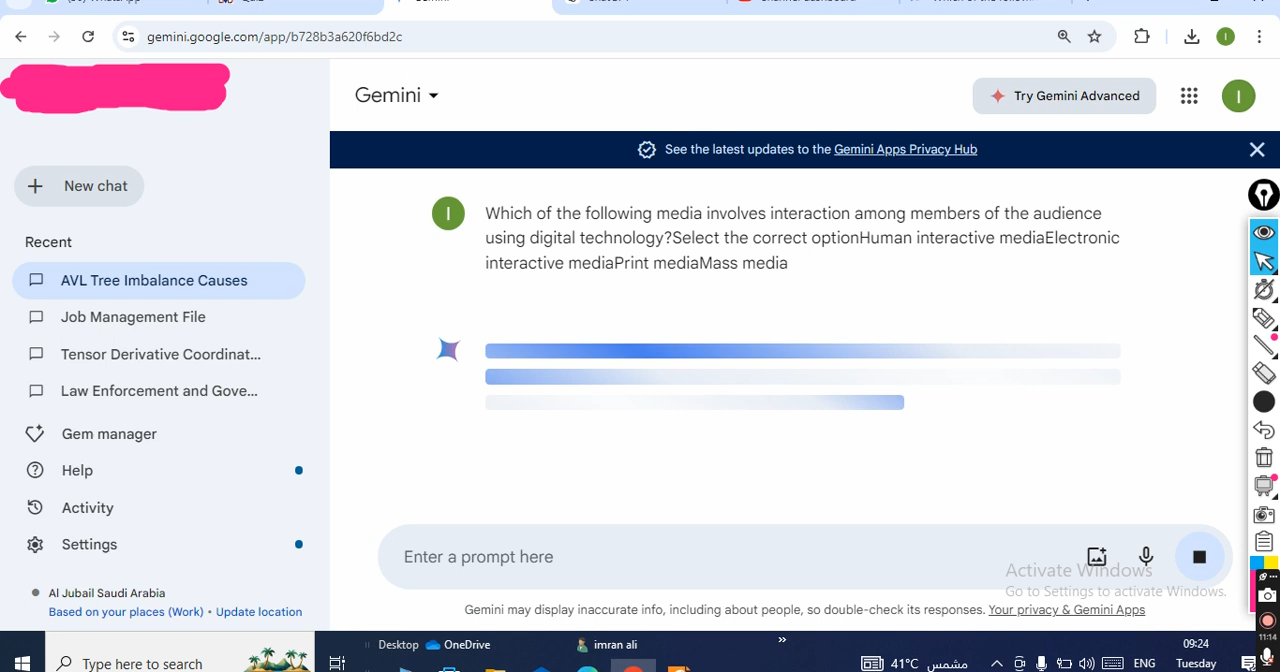 gemini.google.com/app/b728b3a620f6bd2c
I
Gemini
Try Gemini Advanced
I
See the latest updates to the Gemini Apps Privacy Hub
New chat
I
Which of the following media involves interaction among members of the audience
using digital technology?Select the correct optionHuman interactive mediaElectronic
interactive mediaPrint mediaMass media
Recent
AVL Tree Imbalance Causes
Job Management File
Tensor Derivative Coordinat...
Law Enforcement and Gove...
Gem manager
Help
Activity
Settings
Enter a prompt here
Activate Windows
Go to Settings to activate Windows.
Al Jubail Saudi Arabia
Based on your places (Work) • Update location
Gemini may display inaccurate info, including about people, so double-check its responses. Your privacy & Gemini Apps
11:14
Type here to search
Desktop
OneDrive
imran ali
»
41°C مشمس
ENG
09:24
Tuesday